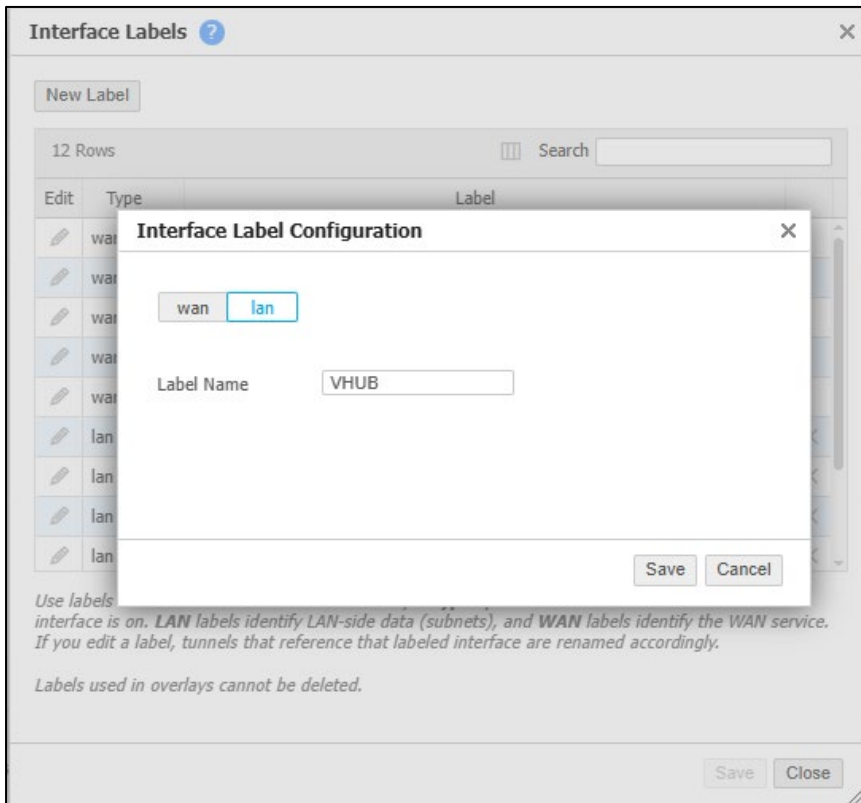 Interface Labels ?
New Label
12 Rows Search
Edit Type Label
Interface Label Configuration
wan lan
Label Name VHUB
lan
lan
lan
lan
Save Cancel
Use labels
interface is on. LAN labels identify LAN-side data (subnets), and WAN labels identify the WAN service.
If you edit a label, tunnels that reference that labeled interface are renamed accordingly.
Labels used in overlays cannot be deleted.
Save Close